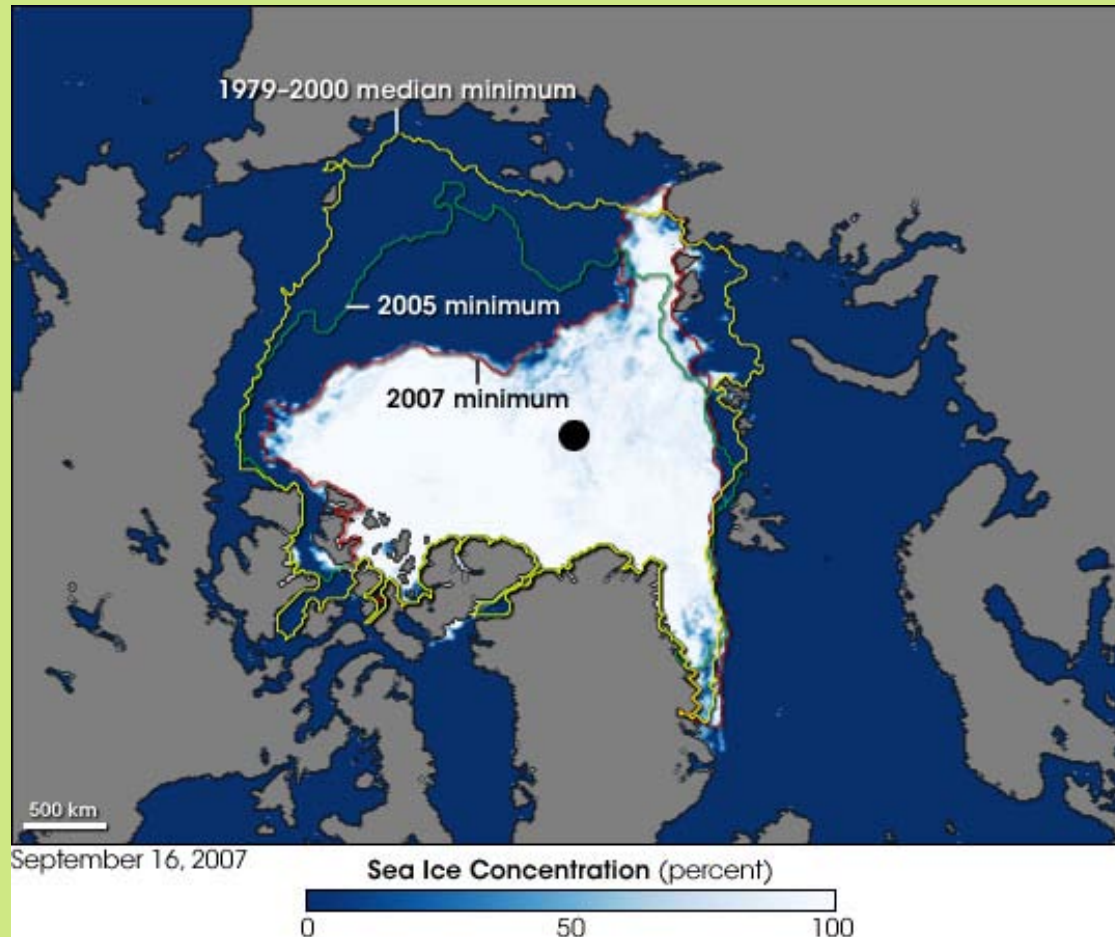 1979–2000 median minimum
2005 minimum
2007 minimum
500 km
September 16, 2007
Sea Ice Concentration (percent)
0 50 100